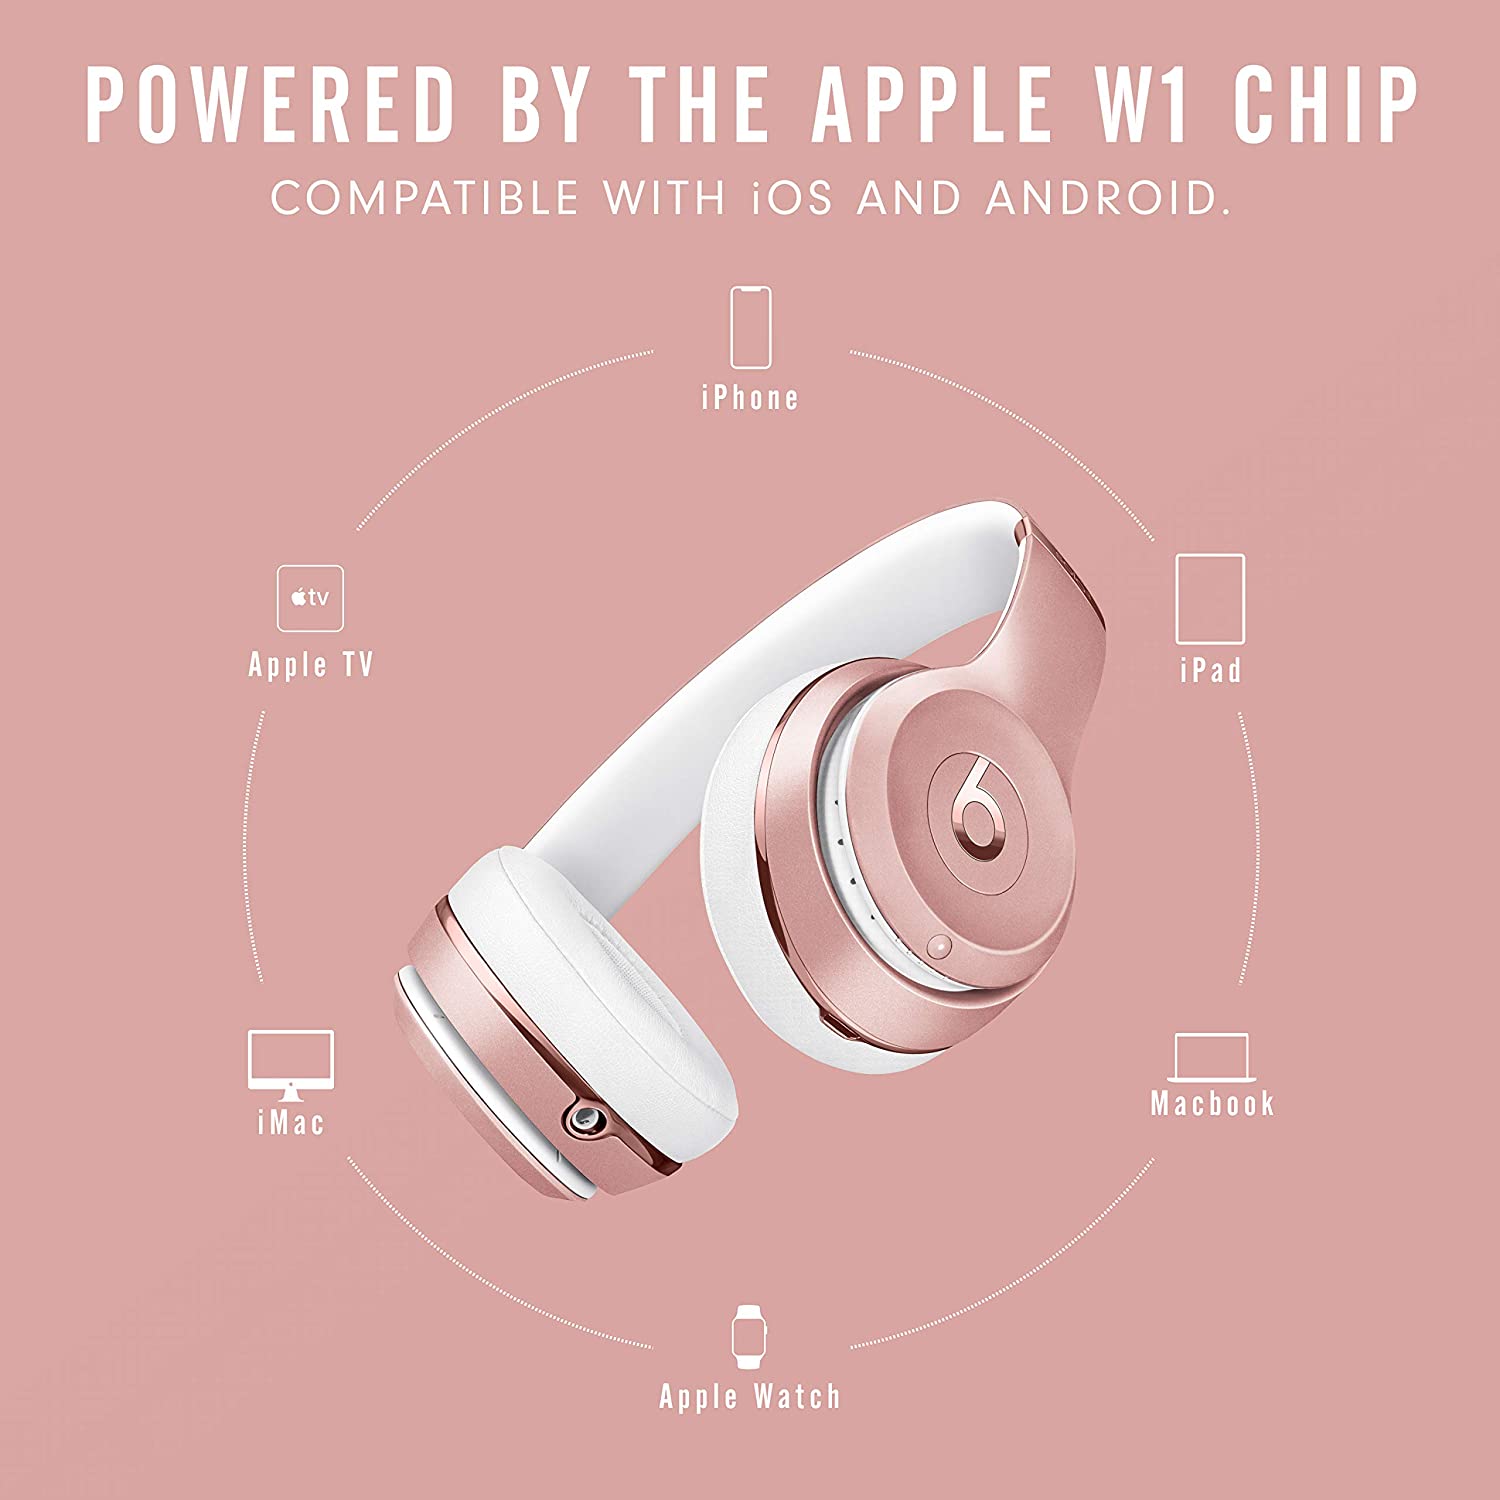 POWERED BY THE APPLE W1 CHIP
COMPATIBLE WITH iOS AND ANDROID.
iPhone
tv
Apple TV
iPad
b
iMac
Macbook
Apple Watch